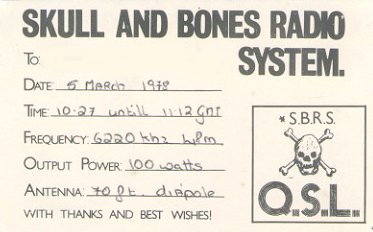 SKULL AND BONES RADIO
SYSTEM.
To:
DATE: 5 March 1978
TIME: 10.27 untill 11.12 GMT
FREQUENCY: 6220 khz 48m
OUTPUT POWER: 100 watts
ANTENNA: 70 ft. dipole
WITH THANKS AND BEST WISHES!
* S.B.R.S.
Q.S.L.